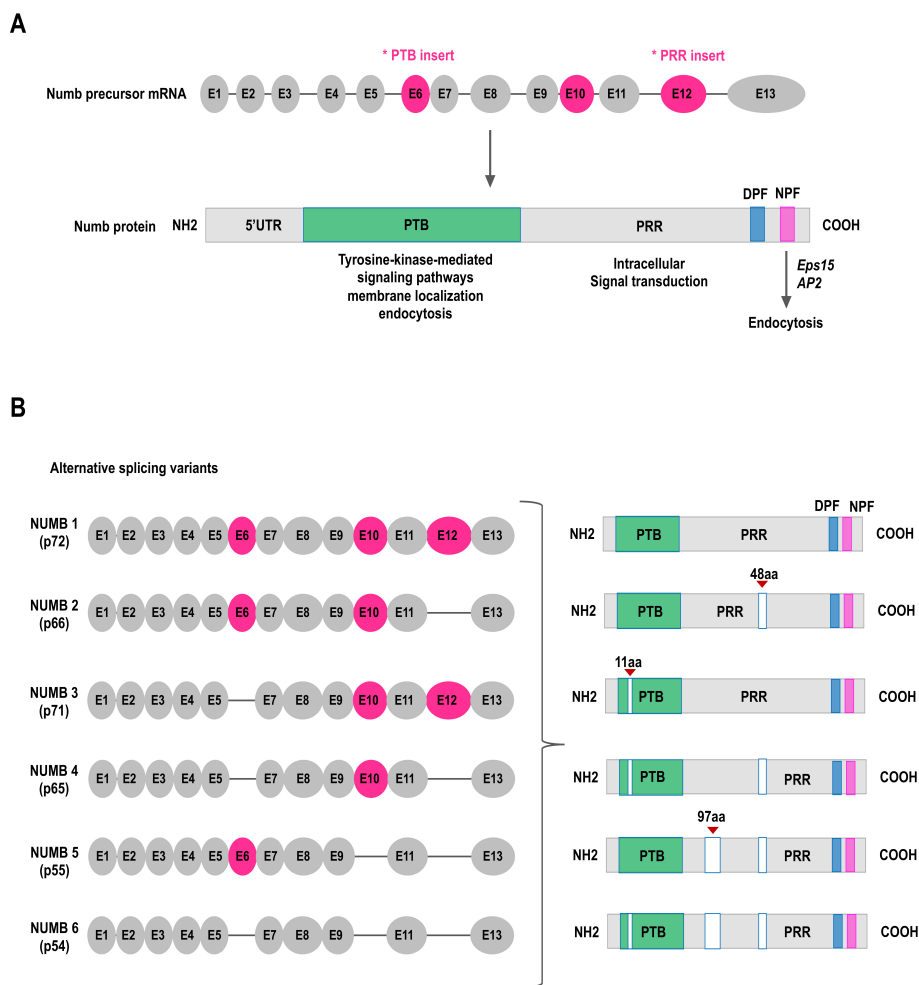 A
* PTB insert * PRR insert
Numb precursor mRNA E1 E2 E3 E4 E5 E6 E7 E8 E9 E10 E11 E12 E13
DPF NPF
Numb protein NH2 5'UTR PTB PRR COOH
Tyrosine-kinase-mediated
signaling pathways
membrane localization
endocytosis
Intracellular
Signal transduction
Eps15
AP2
Endocytosis
B
Alternative splicing variants
NUMB 1
(p72)
E1 E2 E3 E4 E5 E6 E7 E8 E9 E10 E11 E12 E13
DPF NPF
NH2 PTB PRR COOH
NUMB 2
(p66)
E1 E2 E3 E4 E5 E6 E7 E8 E9 E10 E11 E13
48aa
NH2 PTB PRR COOH
NUMB 3
(p71)
E1 E2 E3 E4 E5 E7 E8 E9 E10 E11 E12 E13
11aa
NH2 PTB PRR COOH
NUMB 4
(p65)
E1 E2 E3 E4 E5 E7 E8 E9 E10 E11 E13
NH2 PTB PRR COOH
NUMB 5
(p55)
E1 E2 E3 E4 E5 E6 E7 E8 E9 E11 E13
97aa
NH2 PTB PRR COOH
NUMB 6
(p54)
E1 E2 E3 E4 E5 E7 E8 E9 E11 E13
NH2 PTB PRR COOH